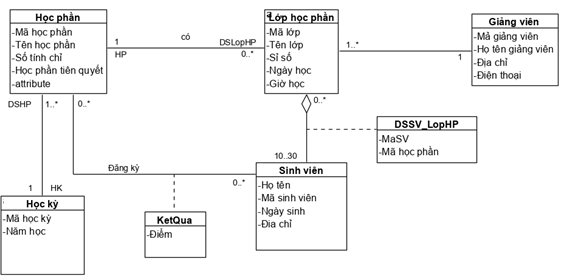 Học phần
-Mã học phần
-Tên học phần
-Số tính chỉ
-Học phần tiên quyết
-attribute
1
HP
có
DSLopHP
0..*
Lớp học phần
-Mã lớp
-Tên lớp
-Sĩ số
-Ngày học
-Giờ học
1..*
1
Giảng viên
-Mả giảng viên
-Họ tên giảng viên
-Địa chỉ
-Điện thoại
DSHP
1..*
0..*
0..*
DSSV_LopHP
-MaSV
-Mã học phần
10..30
Đăng ký
0..*
Sinh viên
-Họ tên
-Mã sinh viên
-Ngày sinh
-Địa chỉ
1
HK
Học kỳ
-Mã học kỳ
-Năm học
KetQua
-Điểm